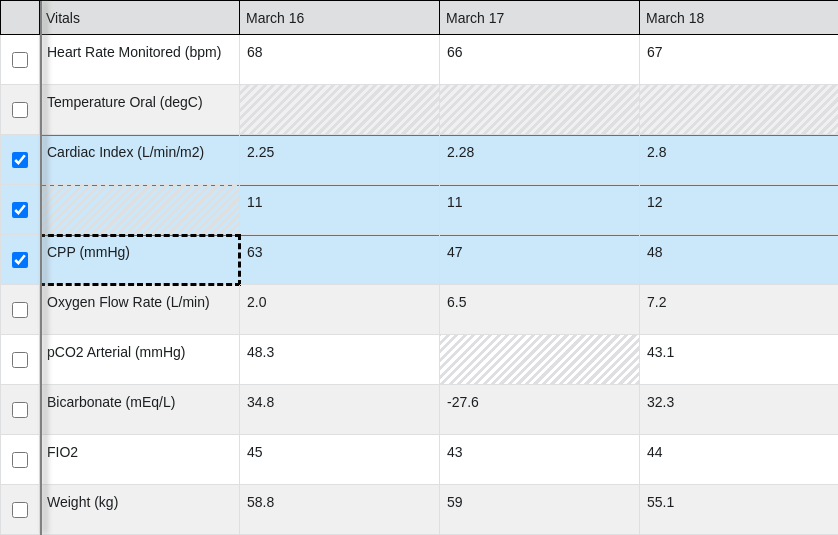 Vitals March 16 March 17 March 18
Heart Rate Monitored (bpm) 68 66 67
Temperature Oral (degC)
Cardiac Index (L/min/m2) 2.25 2.28 2.8
11 11 12
CPP (mmHg) 63 47 48
Oxygen Flow Rate (L/min) 2.0 6.5 7.2
pCO2 Arterial (mmHg) 48.3 43.1
Bicarbonate (mEq/L) 34.8 -27.6 32.3
FIO2 45 43 44
Weight (kg) 58.8 59 55.1